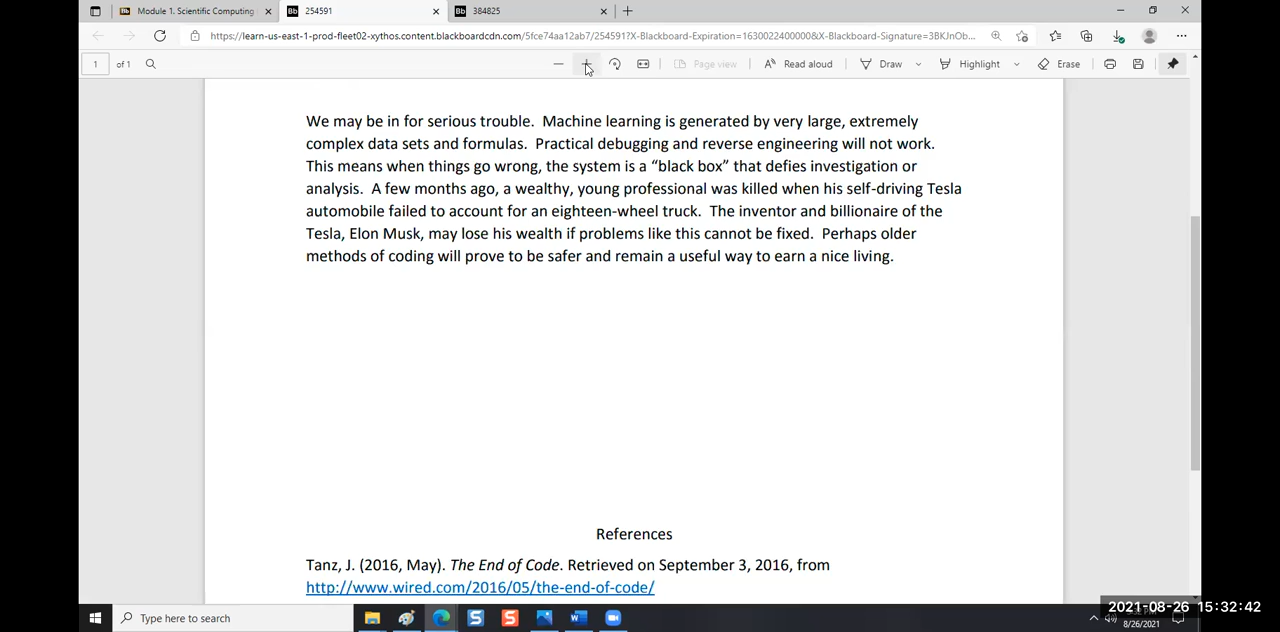 Module 1. Scientific Computing
254591
384825
https://learn-us-east-1-prod-fleet02-xythos.content.blackboardcdn.com/5fce74aa12ab7/254591?X-Blackboard-Expiration=1630022400000&X-Blackboard-Signature=3BKJnOb...
1 of 1
Page view
Read aloud
Draw
Highlight
Erase
We may be in for serious trouble. Machine learning is generated by very large, extremely
complex data sets and formulas. Practical debugging and reverse engineering will not work.
This means when things go wrong, the system is a “black box” that defies investigation or
analysis. A few months ago, a wealthy, young professional was killed when his self-driving Tesla
automobile failed to account for an eighteen-wheel truck. The inventor and billionaire of the
Tesla, Elon Musk, may lose his wealth if problems like this cannot be fixed. Perhaps older
methods of coding will prove to be safer and remain a useful way to earn a nice living.
References
Tanz, J. (2016, May). The End of Code. Retrieved on September 3, 2016, from
http://www.wired.com/2016/05/the-end-of-code/
Type here to search
2021-08-26 15:32:42
8/26/2021